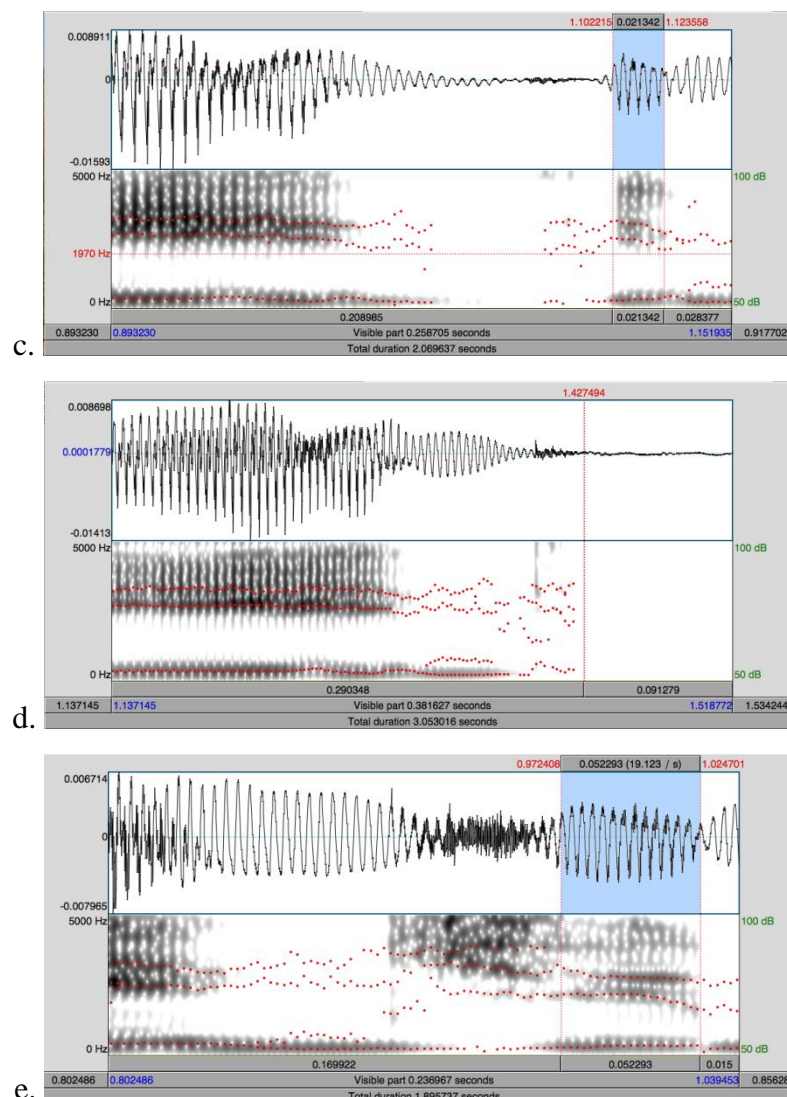 1.102215 0.021342 1.123558
0.008911
0
-0.01593
5000 Hz 100 dB
1970 Hz
0 Hz 50 dB
0.208985 0.021342 0.028377
0.893230 0.893230 Visible part 0.258705 seconds 1.151935 0.917702
Total duration 2.069637 seconds
c.
1.427494
0.008698
0.0001779
-0.01413
5000 Hz 100 dB
0 Hz 50 dB
0.290348 0.091279
1.137145 1.137145 Visible part 0.381627 seconds 1.518772 1.534244
Total duration 3.053016 seconds
d.
0.972408 0.052293 (19.123 / s) 1.024701
0.006714
0
-0.007965
5000 Hz 100 dB
0 Hz 50 dB
0.169922 0.052293 0.015
0.802486 0.802486 Visible part 0.236967 seconds 1.039453 0.85628
Total duration 1.895737 seconds
e.